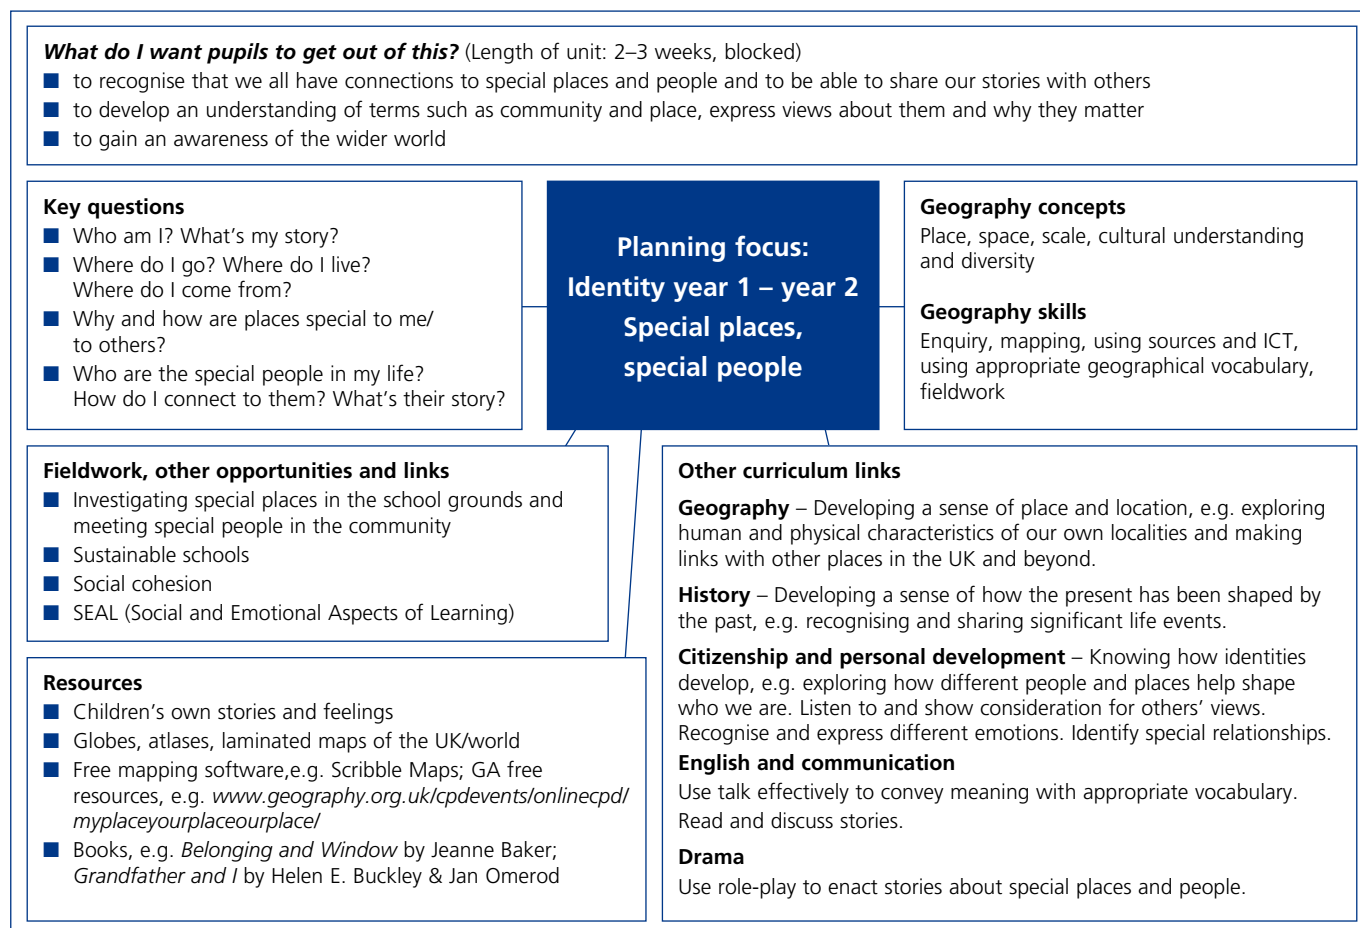 What do I want pupils to get out of this? (Length of unit: 2–3 weeks, blocked)
■ to recognise that we all have connections to special places and people and to be able to share our stories with others
■ to develop an understanding of terms such as community and place, express views about them and why they matter
■ to gain an awareness of the wider world
Key questions
■ Who am I? What's my story?
■ Where do I go? Where do I live?
Where do I come from?
■ Why and how are places special to me/
to others?
■ Who are the special people in my life?
How do I connect to them? What's their story?
Planning focus:
Identity year 1 – year 2
Special places,
special people
Geography concepts
Place, space, scale, cultural understanding
and diversity
Geography skills
Enquiry, mapping, using sources and ICT,
using appropriate geographical vocabulary,
fieldwork
Fieldwork, other opportunities and links
■ Investigating special places in the school grounds and
meeting special people in the community
■ Sustainable schools
■ Social cohesion
■ SEAL (Social and Emotional Aspects of Learning)
Resources
■ Children's own stories and feelings
■ Globes, atlases, laminated maps of the UK/world
■ Free mapping software,e.g. Scribble Maps; GA free
resources, e.g. www.geography.org.uk/cpdevents/onlinecpd/
myplaceyourplaceourplace/
■ Books, e.g. Belonging and Window by Jeanne Baker;
Grandfather and I by Helen E. Buckley & Jan Omerod
Other curriculum links
Geography – Developing a sense of place and location, e.g. exploring
human and physical characteristics of our own localities and making
links with other places in the UK and beyond.
History – Developing a sense of how the present has been shaped by
the past, e.g. recognising and sharing significant life events.
Citizenship and personal development – Knowing how identities
develop, e.g. exploring how different people and places help shape
who we are. Listen to and show consideration for others' views.
Recognise and express different emotions. Identify special relationships.
English and communication
Use talk effectively to convey meaning with appropriate vocabulary.
Read and discuss stories.
Drama
Use role-play to enact stories about special places and people.